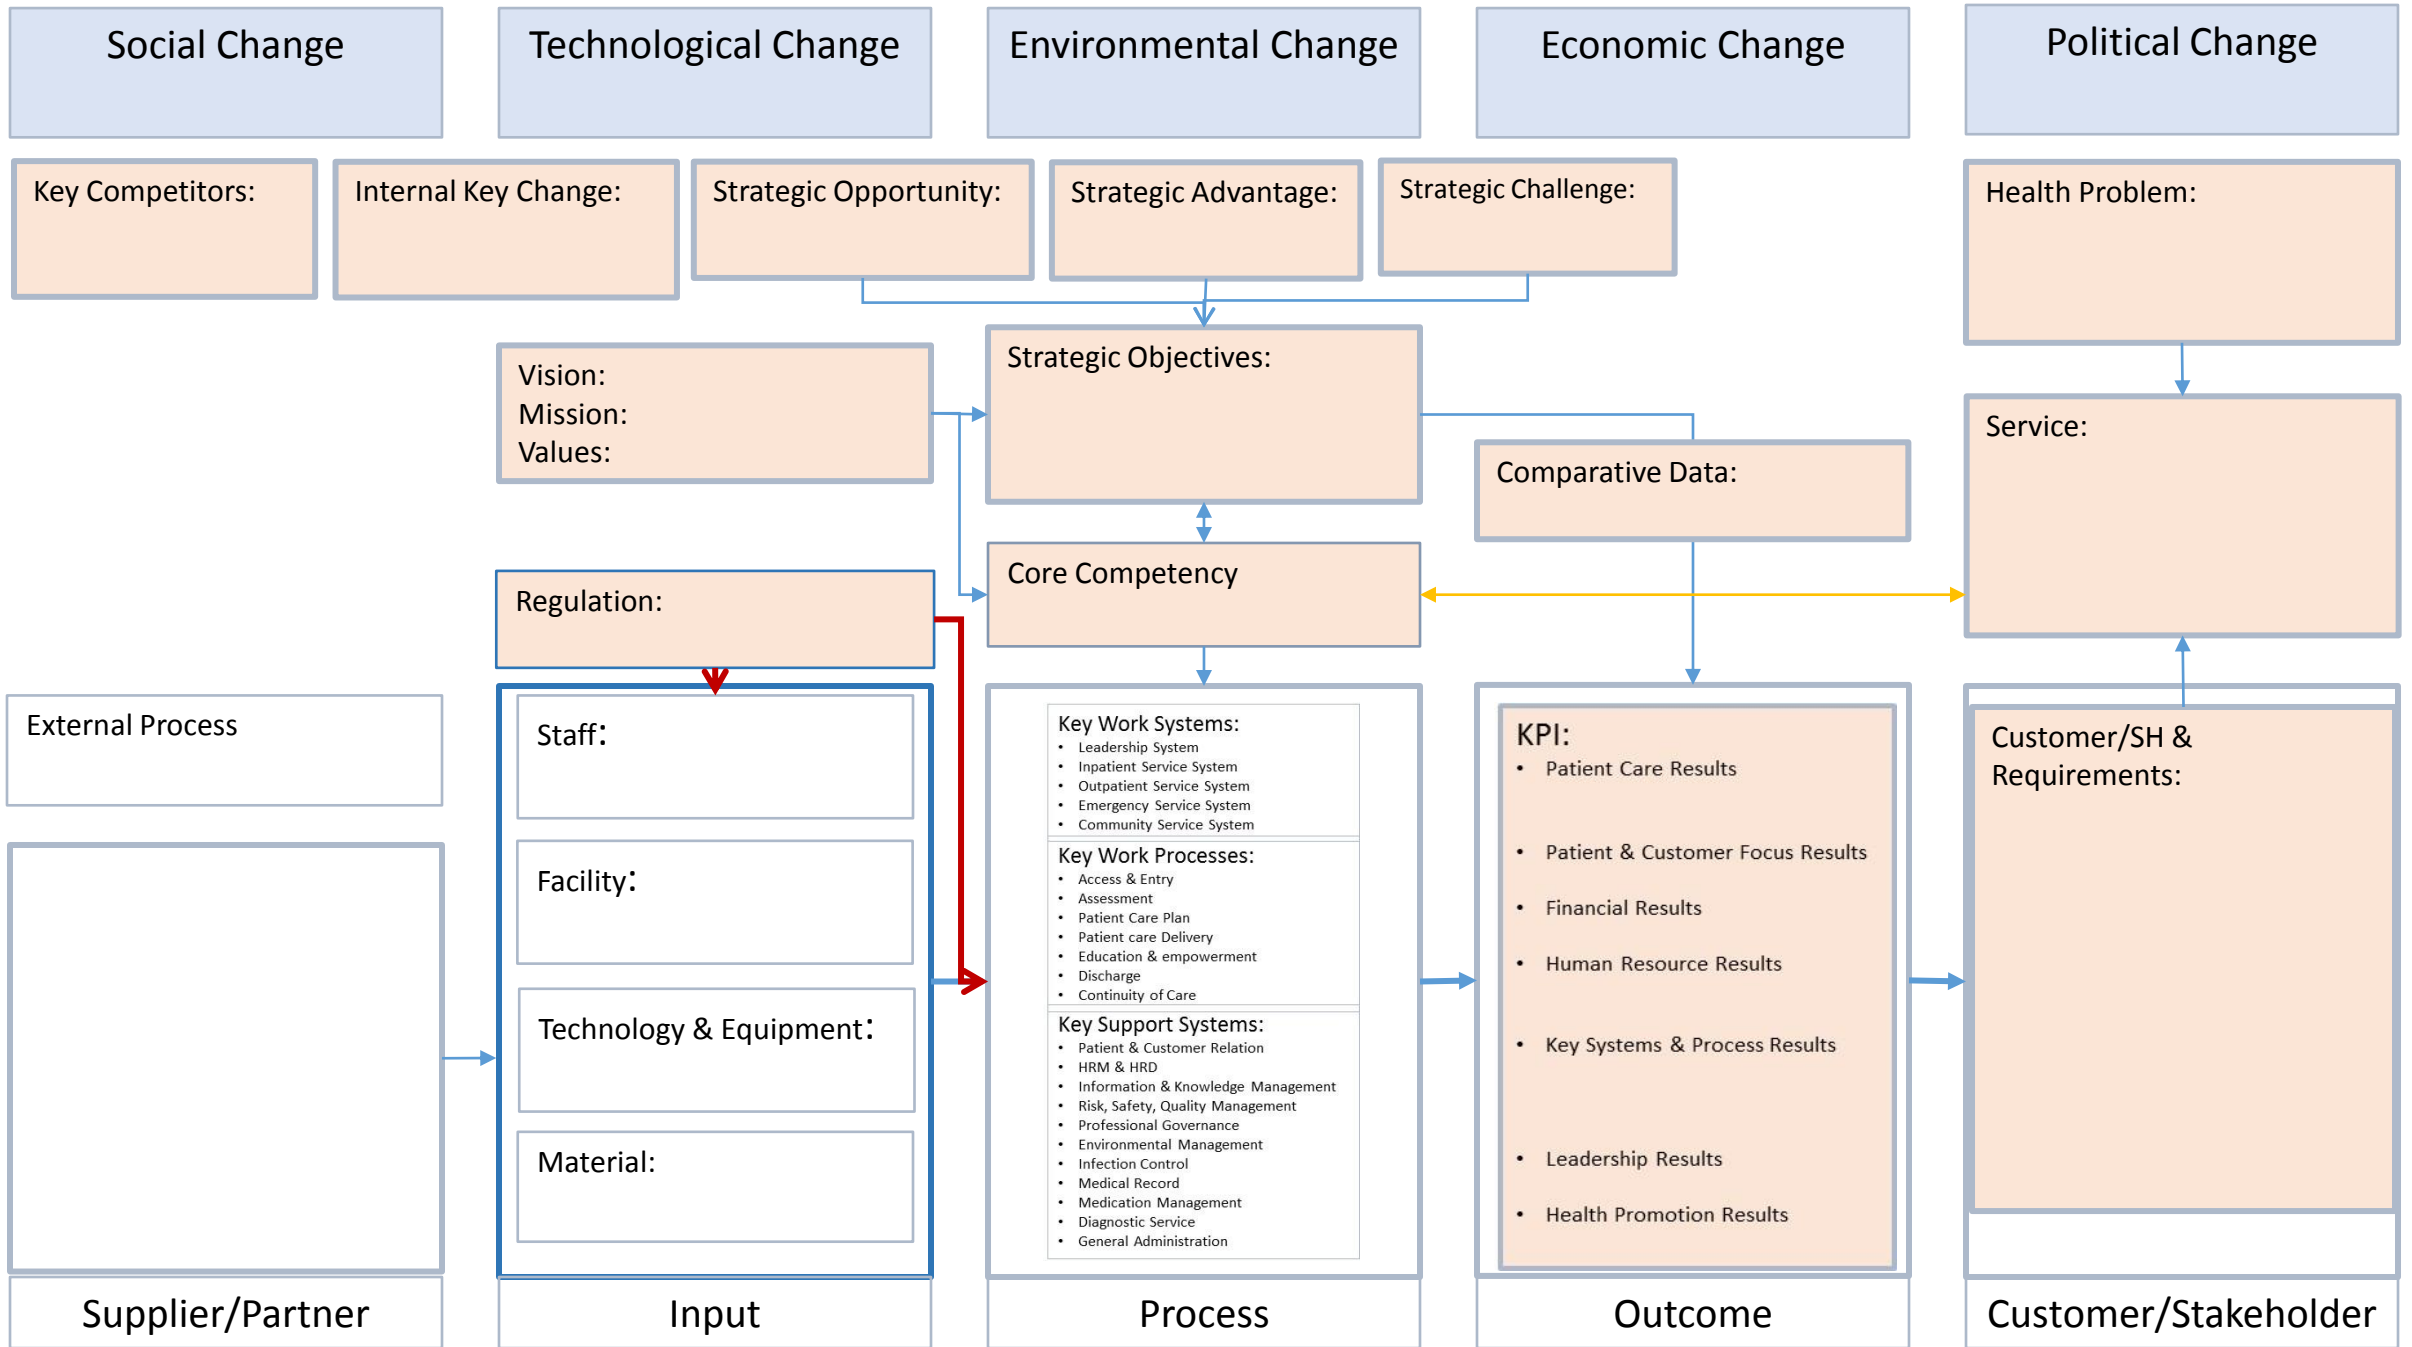 Social Change
Technological Change
Environmental Change
Economic Change
Political Change
Key Competitors:
Internal Key Change:
Strategic Opportunity:
Strategic Advantage:
Strategic Challenge:
Health Problem:
Vision:
Mission:
Values:
Strategic Objectives:
Comparative Data:
Service:
Regulation:
Core Competency
External Process
Staff:
Facility:
Technology & Equipment:
Material:
Key Work Systems:
• Leadership System
• Inpatient Service System
• Outpatient Service System
• Emergency Service System
• Community Service System
Key Work Processes:
• Access & Entry
• Assessment
• Patient Care Plan
• Patient care Delivery
• Education & empowerment
• Discharge
• Continuity of Care
Key Support Systems:
• Patient & Customer Relation
• HRM & HRD
• Information & Knowledge Management
• Risk, Safety, Quality Management
• Professional Governance
• Environmental Management
• Infection Control
• Medical Record
• Medication Management
• Diagnostic Service
• General Administration
KPI:
• Patient Care Results
• Patient & Customer Focus Results
• Financial Results
• Human Resource Results
• Key Systems & Process Results
• Leadership Results
• Health Promotion Results
Customer/SH &
Requirements:
Supplier/Partner
Input
Process
Outcome
Customer/Stakeholder